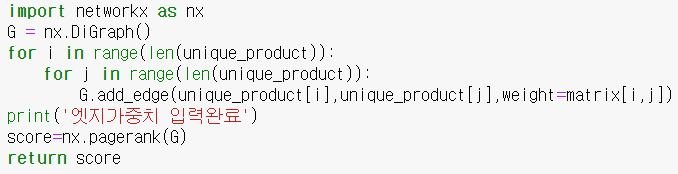 import networkx as nx
G = nx.DiGraph()
for i in range(len(unique_product)):
    for j in range(len(unique_product)):
        G.add_edge(unique_product[i],unique_product[j],weight=matrix[i,j])
print('엣지가중치 입력완료')
score=nx.pagerank(G)
return score